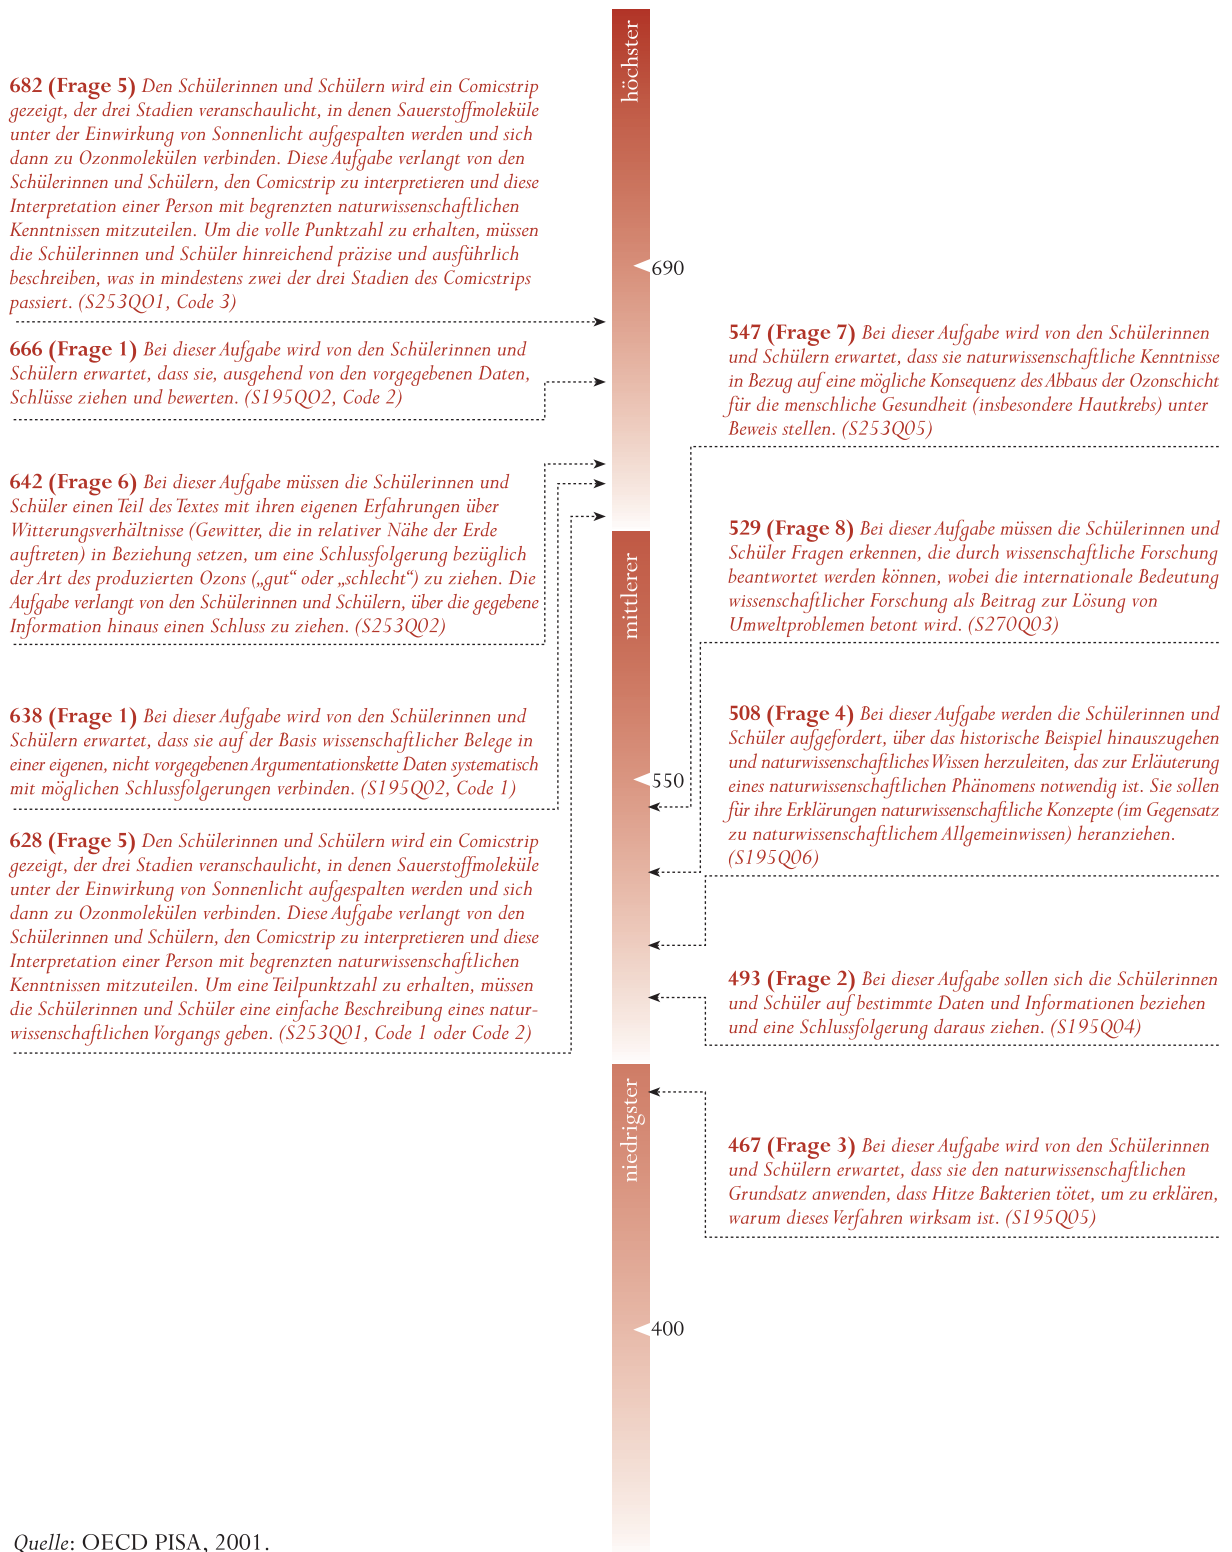 höchster
682 (Frage 5) Den Schülerinnen und Schülern wird ein Comicstrip
gezeigt, der drei Stadien veranschaulicht, in denen Sauerstoffmoleküle
unter der Einwirkung von Sonnenlicht aufgespalten werden und sich
dann zu Ozonmolekülen verbinden. Diese Aufgabe verlangt von den
Schülerinnen und Schülern, den Comicstrip zu interpretieren und diese
Interpretation einer Person mit begrenzten naturwissenschaftlichen
Kenntnissen mitzuteilen. Um die volle Punktzahl zu erhalten, müssen
die Schülerinnen und Schüler hinreichend präzise und ausführlich
beschreiben, was in mindestens zwei der drei Stadien des Comicstrips
passiert. (S253QO1, Code 3)
666 (Frage 1) Bei dieser Aufgabe wird von den Schülerinnen und
Schülern erwartet, dass sie, ausgehend von den vorgegebenen Daten,
Schlüsse ziehen und bewerten. (S195QO2, Code 2)
642 (Frage 6) Bei dieser Aufgabe müssen die Schülerinnen und
Schüler einen Teil des Textes mit ihren eigenen Erfahrungen über
Witterungsverhältnisse (Gewitter, die in relativer Nähe der Erde
auftreten) in Beziehung setzen, um eine Schlussfolgerung bezüglich
der Art des produzierten Ozons („gut“ oder „schlecht“) zu ziehen. Die
Aufgabe verlangt von den Schülerinnen und Schülern, über die gegebene
Information hinaus einen Schluss zu ziehen. (S253Q02)
638 (Frage 1) Bei dieser Aufgabe wird von den Schülerinnen und
Schülern erwartet, dass sie auf der Basis wissenschaftlicher Belege in
einer eigenen, nicht vorgegebenen Argumentationskette Daten systematisch
mit möglichen Schlussfolgerungen verbinden. (S195Q02, Code 1)
628 (Frage 5) Den Schülerinnen und Schülern wird ein Comicstrip
gezeigt, der drei Stadien veranschaulicht, in denen Sauerstoffmoleküle
unter der Einwirkung von Sonnenlicht aufgespalten werden und sich
dann zu Ozonmolekülen verbinden. Diese Aufgabe verlangt von den
Schülerinnen und Schülern, den Comicstrip zu interpretieren und diese
Interpretation einer Person mit begrenzten naturwissenschaftlichen
Kenntnissen mitzuteilen. Um eine Teilpunktzahl zu erhalten, müssen
die Schülerinnen und Schüler eine einfache Beschreibung eines natur-
wissenschaftlichen Vorgangs geben. (S253Q01, Code 1 oder Code 2)
690
mittlerer
550
niedrigster
400
547 (Frage 7) Bei dieser Aufgabe wird von den Schülerinnen
und Schülern erwartet, dass sie naturwissenschaftliche Kenntnisse
in Bezug auf eine mögliche Konsequenz des Abbaus der Ozonschicht
für die menschliche Gesundheit (insbesondere Hautkrebs) unter
Beweis stellen. (S253Q05)
529 (Frage 8) Bei dieser Aufgabe müssen die Schülerinnen und
Schüler Fragen erkennen, die durch wissenschaftliche Forschung
beantwortet werden können, wobei die internationale Bedeutung
wissenschaftlicher Forschung als Beitrag zur Lösung von
Umweltproblemen betont wird. (S270Q03)
508 (Frage 4) Bei dieser Aufgabe werden die Schülerinnen und
Schüler aufgefordert, über das historische Beispiel hinauszugehen
und naturwissenschaftliches Wissen herzuleiten, das zur Erläuterung
eines naturwissenschaftlichen Phänomens notwendig ist. Sie sollen
für ihre Erklärungen naturwissenschaftliche Konzepte (im Gegensatz
zu naturwissenschaftlichem Allgemeinwissen) heranziehen.
(S195Q06)
493 (Frage 2) Bei dieser Aufgabe sollen sich die Schülerinnen
und Schüler auf bestimmte Daten und Informationen beziehen
und eine Schlussfolgerung daraus ziehen. (S195Q04)
467 (Frage 3) Bei dieser Aufgabe wird von den Schülerinnen
und Schülern erwartet, dass sie den naturwissenschaftlichen
Grundsatz anwenden, dass Hitze Bakterien tötet, um zu erklären,
warum dieses Verfahren wirksam ist. (S195Q05)
Quelle: OECD PISA, 2001.